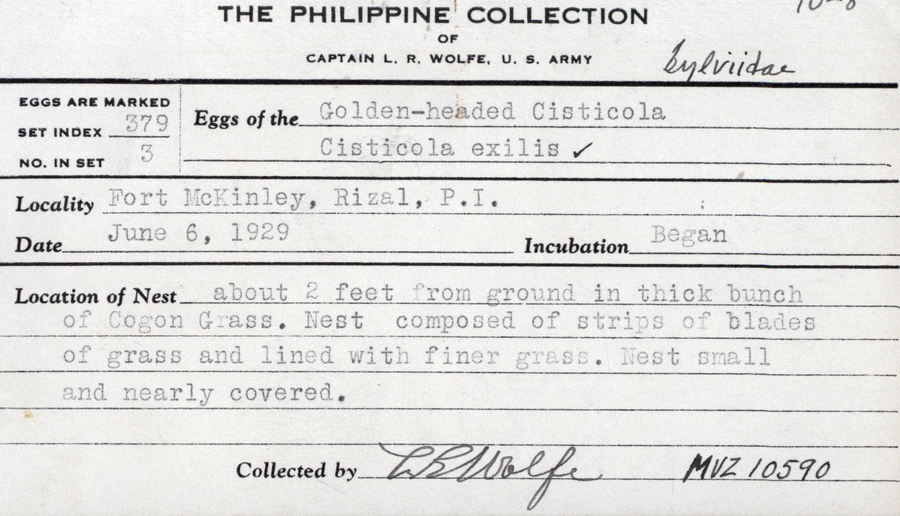 THE PHILIPPINE COLLECTION
OF
CAPTAIN L. R. WOLFE, U. S. ARMY
Sylviidae
EGGS ARE MARKED
SET INDEX 379
NO. IN SET 3
Eggs of the Golden-headed Cisticola
Cisticola exilis ✓
Locality Fort McKinley, Rizal, P.I.
Date June 6, 1929 Incubation Began
Location of Nest about 2 feet from ground in thick bunch
of Cogon Grass. Nest composed of strips of blades
of grass and lined with finer grass. Nest small
and nearly covered.
Collected by LRWolfe MVZ 10590